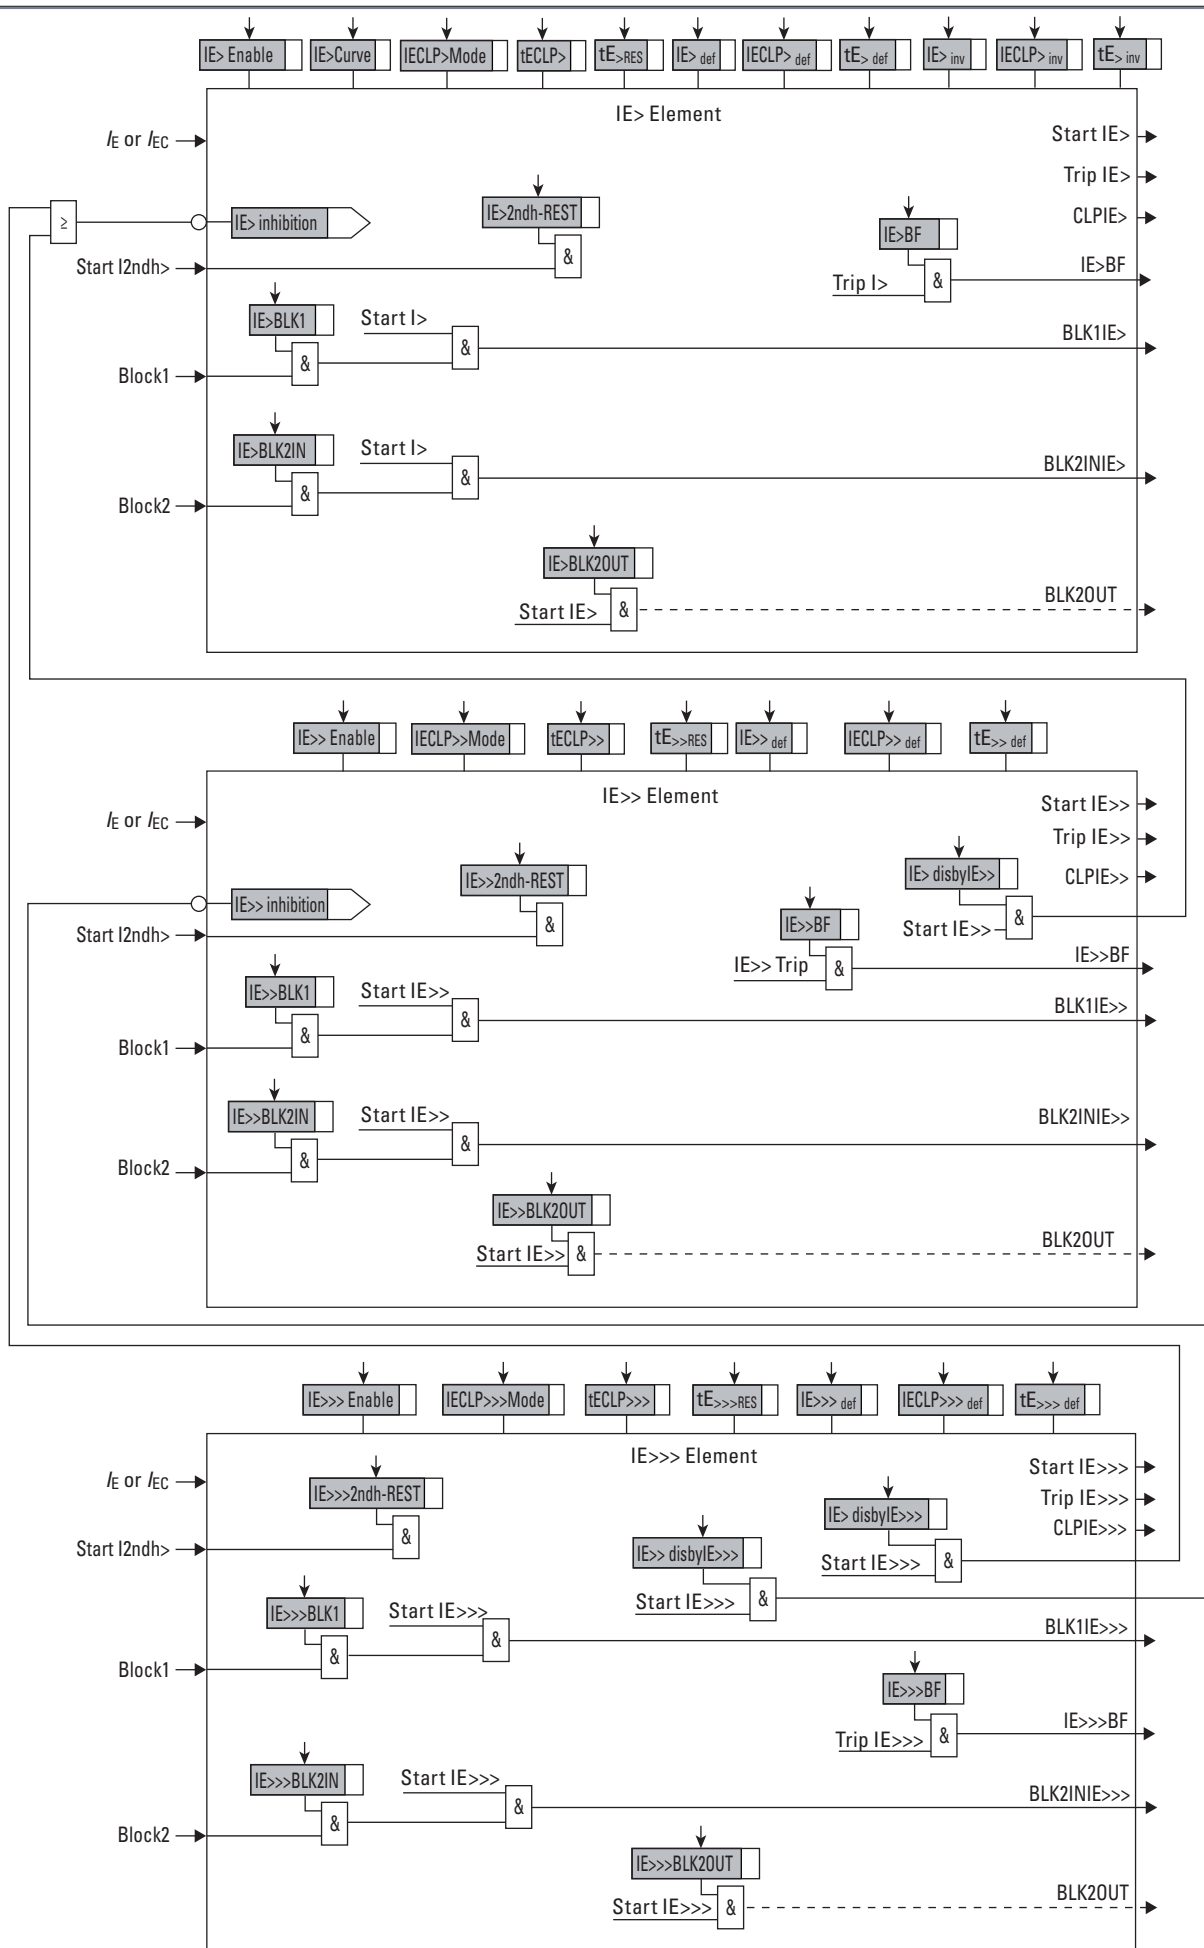 IE> Enable IE>Curve IECLP>Mode tECLP> tE>RES IE> def IECLP> def tE> def IE> inv IECLP> inv tE> inv
IE> Element
IE or IEC
Start IE>
Trip IE>
≥
IE> inhibition
IE>2ndh-REST
CLPIE>
IE>BF
Start I2ndh>
&
Trip I>
&
IE>BF
IE>BLK1
Start I>
&
BLK1IE>
&
Block1
IE>BLK2IN
Start I>
&
BLK2INIE>
&
Block2
IE>BLK2OUT
Start IE>
&
BLK2OUT
IE>> Enable IECLP>>Mode tECLP>> tE>>RES IE>> def IECLP>> def tE>> def
IE>> Element
IE or IEC
Start IE>>
Trip IE>>
IE>>2ndh-REST
IE> disbyIE>>
CLPIE>>
IE>> inhibition
&
Start IE>>
&
Start I2ndh>
IE>>BF
IE>> Trip
&
IE>>BF
IE>>BLK1
Start IE>>
&
BLK1IE>>
&
Block1
IE>>BLK2IN
Start IE>>
&
BLK2INIE>>
&
Block2
IE>>BLK2OUT
Start IE>>
&
BLK2OUT
IE>>> Enable IECLP>>>Mode tECLP>>> tE>>>RES IE>>> def IECLP>>> def tE>>> def
IE>>> Element
IE or IEC
Start IE>>>
IE>>>2ndh-REST
Trip IE>>>
IE> disbyIE>>>
CLPIE>>>
&
Start I2ndh>
IE>> disbyIE>>>
Start IE>>>
&
Start IE>>>
&
IE>>>BLK1
Start IE>>>
&
BLK1IE>>>
&
Block1
IE>>>BF
Trip IE>>>
&
IE>>>BF
IE>>>BLK2IN
Start IE>>>
&
BLK2INIE>>>
&
Block2
IE>>>BLK2OUT
Start IE>>>
&
BLK2OUT